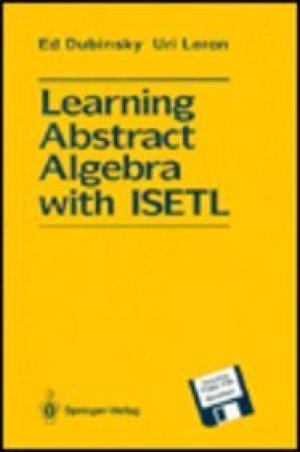 Ed Dubinsky Uri Leron
Learning
Abstract
Algebra
with ISETL
Springer-Verlag